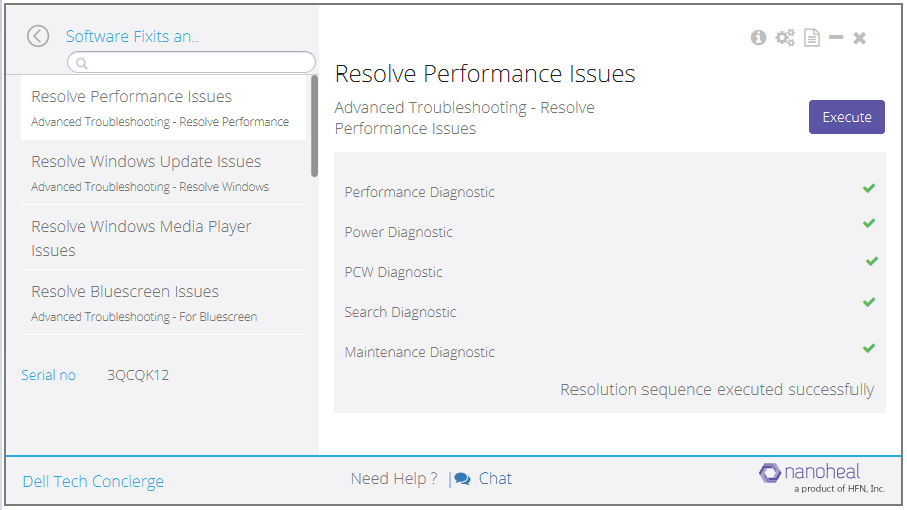 Software Fixits an..
Resolve Performance Issues
Advanced Troubleshooting - Resolve Performance
Resolve Windows Update Issues
Advanced Troubleshooting - Resolve Windows
Resolve Windows Media Player
Issues
Resolve Bluescreen Issues
Advanced Troubleshooting - For Bluescreen
Serial no 3QCQK12
Resolve Performance Issues
Advanced Troubleshooting - Resolve
Performance Issues
Execute
Performance Diagnostic
Power Diagnostic
PCW Diagnostic
Search Diagnostic
Maintenance Diagnostic
Resolution sequence executed successfully
Dell Tech Concierge
Need Help ? | Chat
nanoheal
a product of HFN, Inc.